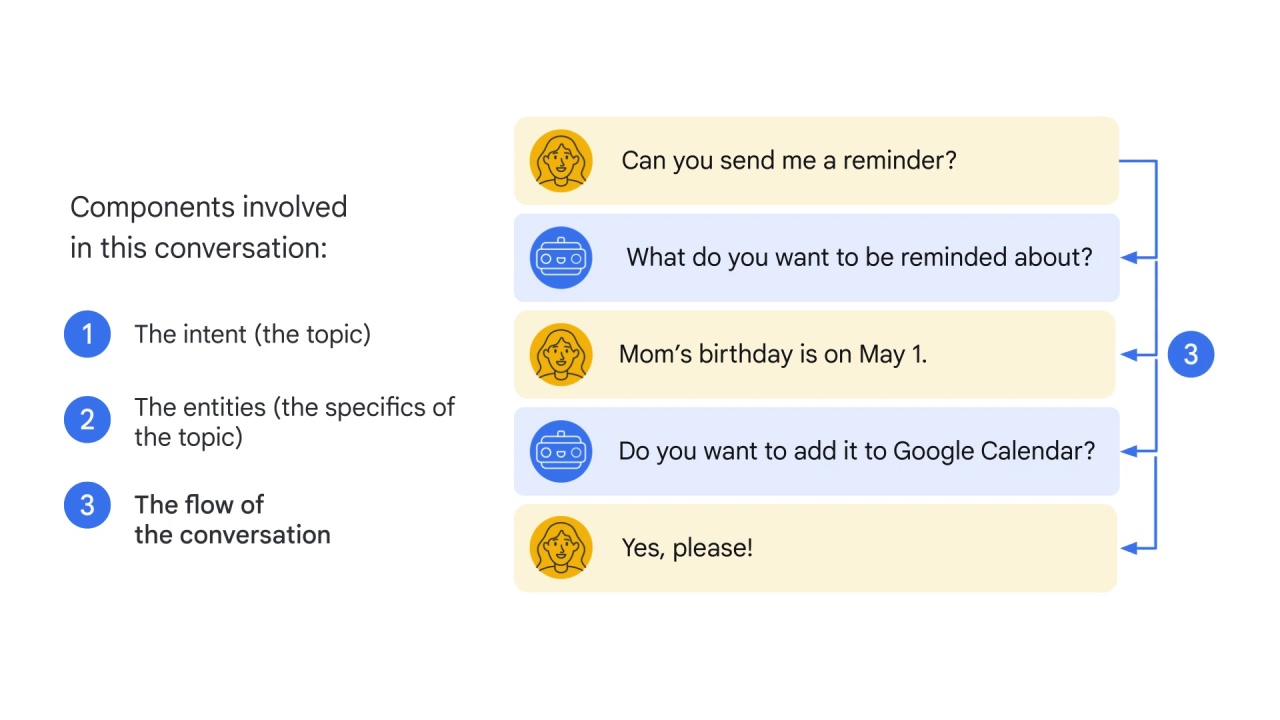 Components involved
in this conversation:
1 The intent (the topic)
2 The entities (the specifics of
the topic)
3 The flow of
the conversation
Can you send me a reminder?
What do you want to be reminded about?
Mom's birthday is on May 1.
Do you want to add it to Google Calendar?
Yes, please!
3